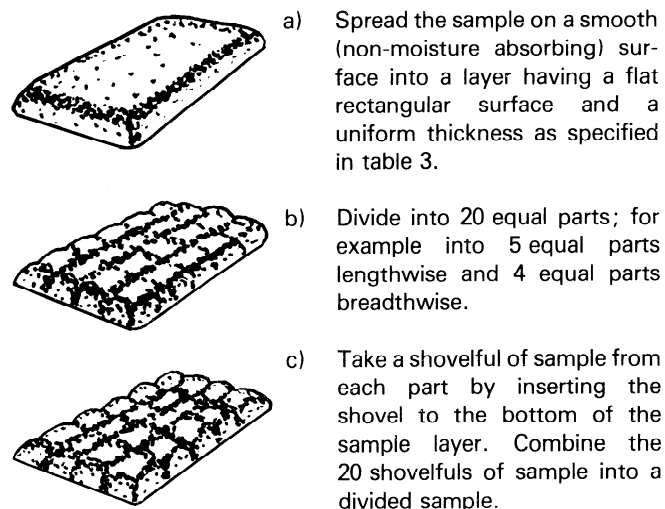 a) Spread the sample on a smooth
(non-moisture absorbing) sur-
face into a layer having a flat
rectangular surface and a
uniform thickness as specified
in table 3.
b) Divide into 20 equal parts; for
example into 5 equal parts
lengthwise and 4 equal parts
breadthwise.
c) Take a shovelful of sample from
each part by inserting the
shovel to the bottom of the
sample layer. Combine the
20 shovelfuls of sample into a
divided sample.